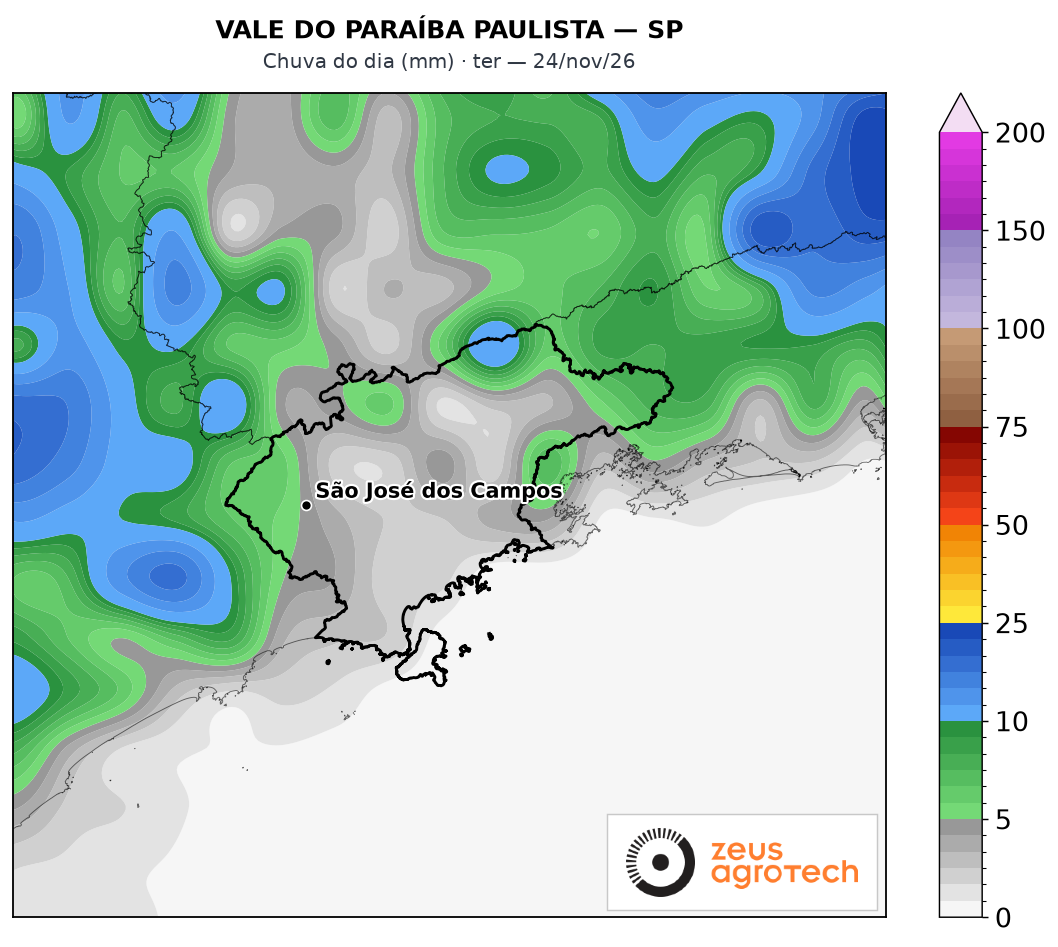 VALE DO PARAÍBA PAULISTA — SP
Chuva do dia (mm) · ter — 24/nov/26
200
150
100
75
50
25
10
5
0
São José dos Campos
zeus
agrotech